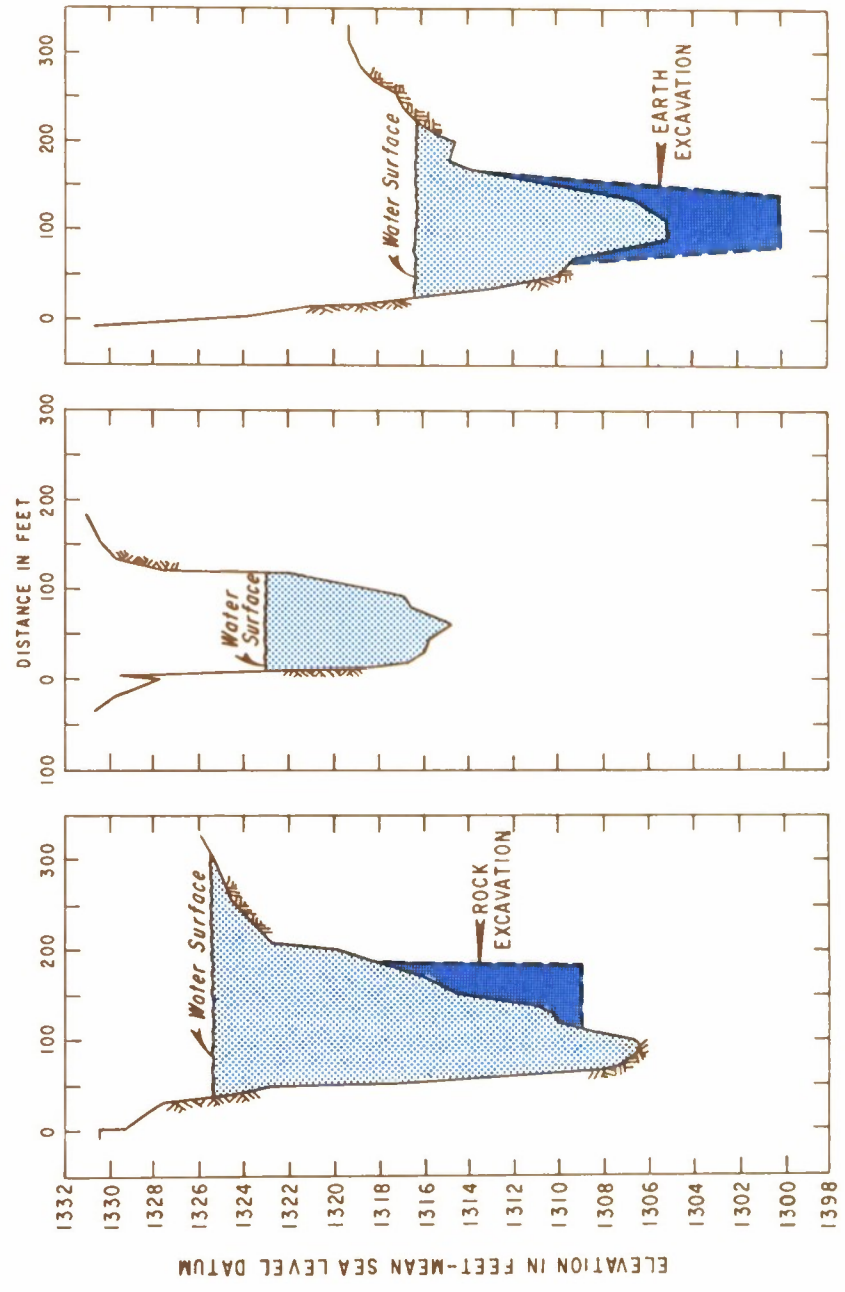 DISTANCE IN FEET
0 100 200 300
100 0 100 200 300
0 100 200 300
ELEVATION IN FEET-MEAN SEA LEVEL DATUM
1332
1330
1328
1326
1324
1322
1320
1318
1316
1314
1312
1310
1308
1306
1304
1302
1300
1398
Water Surface
ROCK
EXCAVATION
Water
Surface
Water Surface
EARTH
EXCAVATION